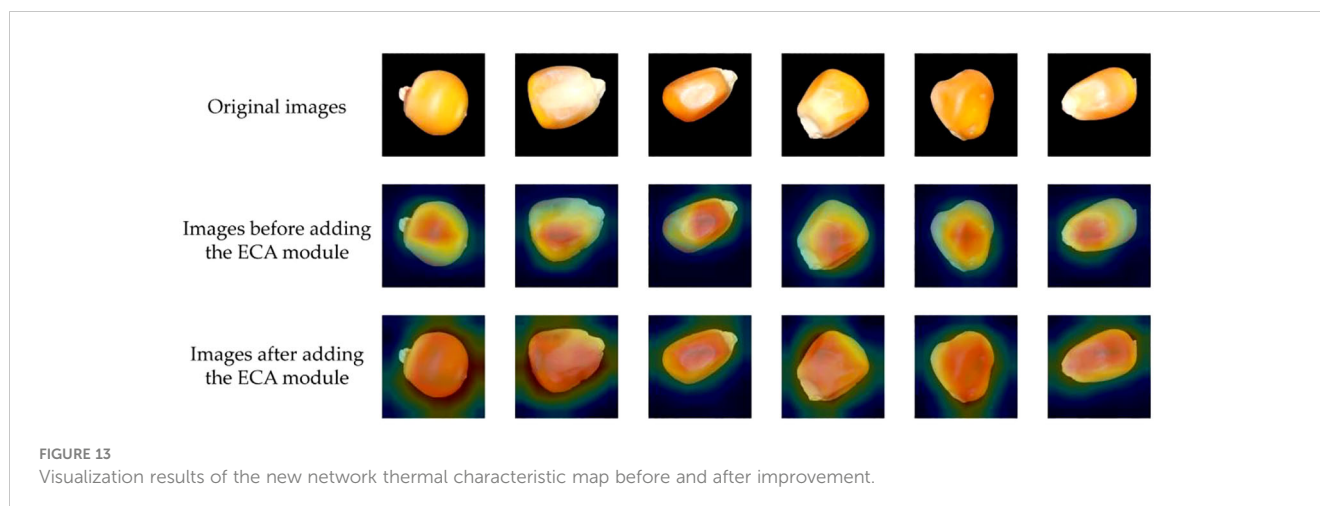 Original images
Images before adding
the ECA module
Images after adding
the ECA module
FIGURE 13
Visualization results of the new network thermal characteristic map before and after improvement.